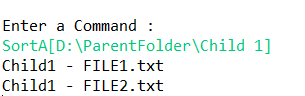 Enter a Command :
SortA[D:\ParentFolder\Child 1]
Child1 - FILE1.txt
Child1 - FILE2.txt